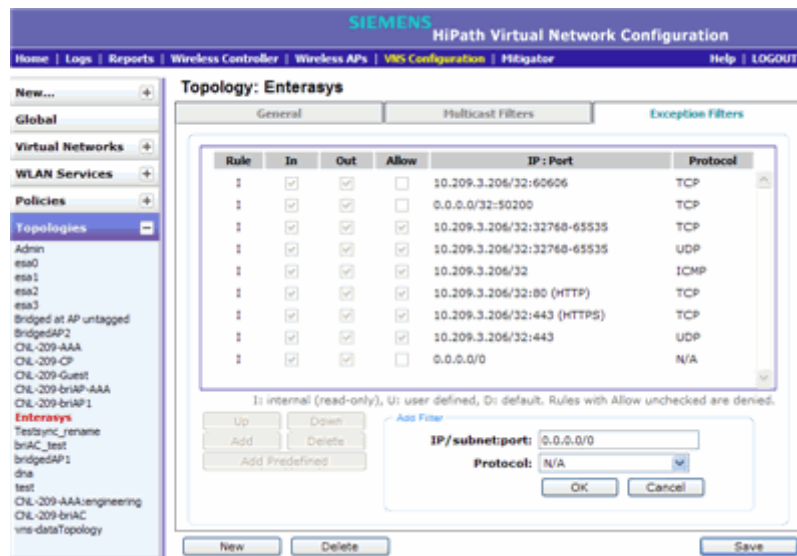 SIEMENS
HiPath Virtual Network Configuration
Home | Logs | Reports | Wireless Controller | Wireless APs | VNS Configuration | Mitigator Help | LOGOUT
New...
Global
Virtual Networks
WLAN Services
Policies
Topologies
Admin
esa0
esa1
esa2
esa3
Bridged at AP untagged
BridgedAP2
CNL-209-AAA
CNL-209-CP
CNL-209-Guest
CNL-209-briAP-AAA
CNL-209-briAP1
Enterasys
Testsync_rename
briAC_test
bridgedAP1
dna
test
CNL-209-AAA:engineering
CNL-209-briAC
vns-dataTopology
Topology: Enterasys
General Multicast Filters Exception Filters
Rule In Out Allow IP : Port Protocol
I 10.209.3.206/32:60606 TCP
I 0.0.0.0/32:50200 TCP
I 10.209.3.206/32:32768-65535 TCP
I 10.209.3.206/32:32768-65535 UDP
I 10.209.3.206/32 ICMP
I 10.209.3.206/32:80 (HTTP) TCP
I 10.209.3.206/32:443 (HTTPS) TCP
I 10.209.3.206/32:443 UDP
I 0.0.0.0/0 N/A
I: internal (read-only), U: user defined, D: default. Rules with Allow unchecked are denied.
Up Down
Add Delete
Add Predefined
Add Filter
IP/subnet:port: 0.0.0.0/0
Protocol: N/A
OK Cancel
New Delete Save